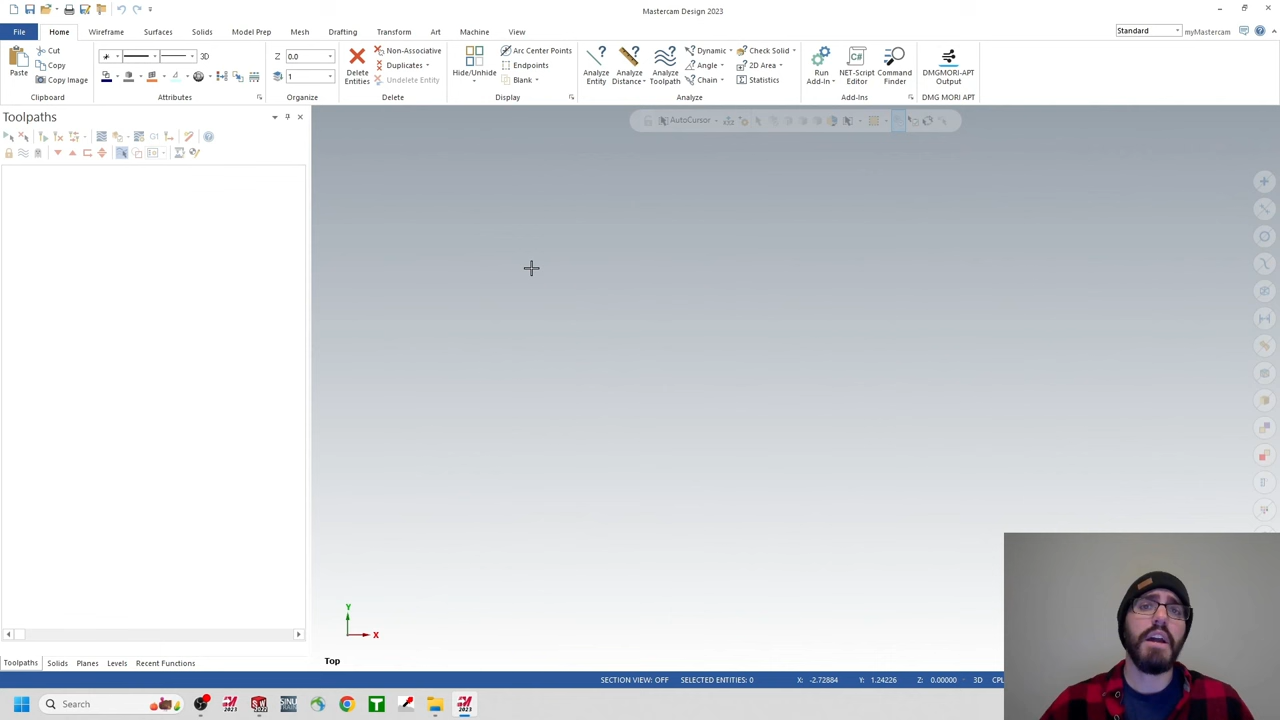 Mastercam Design 2023
File Home Wireframe Surfaces Solids Model Prep Mesh Drafting Transform Art Machine View Standard myMastercam
Paste Cut Copy Copy Image
Clipboard
3D
Attributes
Z 0.0
1
Organize
Delete Entities Non-Associative Duplicates Undelete Entity
Delete
Hide/Unhide Arc Center Points Endpoints Blank
Display
Analyze Entity Analyze Distance Analyze Toolpath Dynamic Angle Chain Check Solid 2D Area Statistics
Analyze
Run Add-In NET-Script Editor Command Finder
Add-Ins
DMGMORI-APT Output
DMG MORI APT
Toolpaths
AutoCursor
G1
Y
X
Top
Toolpaths Solids Planes Levels Recent Functions
SECTION VIEW: OFF SELECTED ENTITIES: 0 X: -2.72884 Y: 1.24226 Z: 0.00000 3D
Search